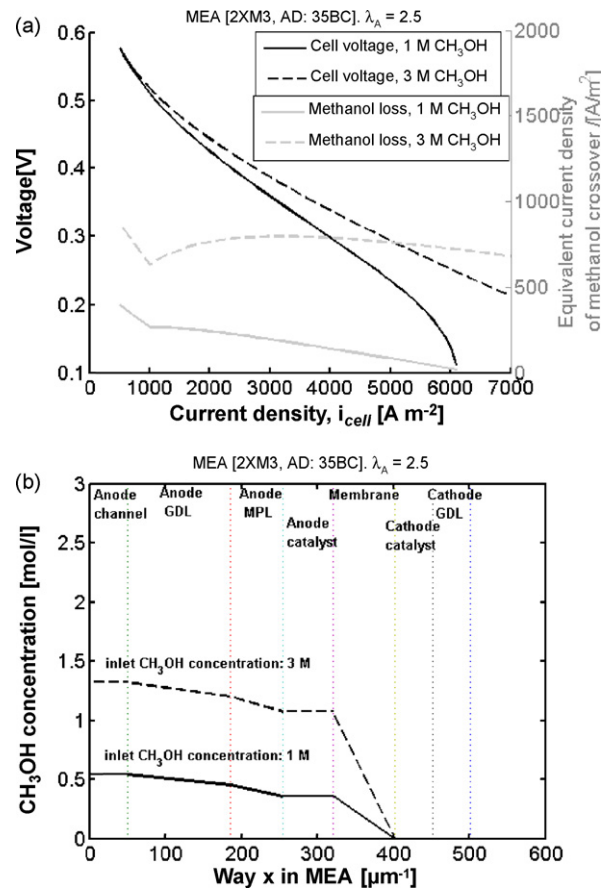 (a)
MEA [2XM3, AD: 35BC]. λA = 2.5
Cell voltage, 1 M CH3OH
Cell voltage, 3 M CH3OH
Methanol loss, 1 M CH3OH
Methanol loss, 3 M CH3OH
0.6
0.5
0.4
0.3
0.2
0.1
Voltage[V]
2000
1500
1000
500
0
Equivalent current density
of methanol crossover /[A/m²]
0 1000 2000 3000 4000 5000 6000 7000
Current density, icell [A m-2]
(b)
MEA [2XM3, AD: 35BC]. λA = 2.5
Anode
channel
Anode
GDL
Anode
MPL
Anode
catalyst
Membrane
Cathode
catalyst
Cathode
GDL
3
2.5
2
1.5
1
0.5
0
CH3OH concentration [mol/l]
inlet CH3OH concentration: 3 M
inlet CH3OH concentration: 1 M
0 100 200 300 400 500 600
Way x in MEA [µm-1]